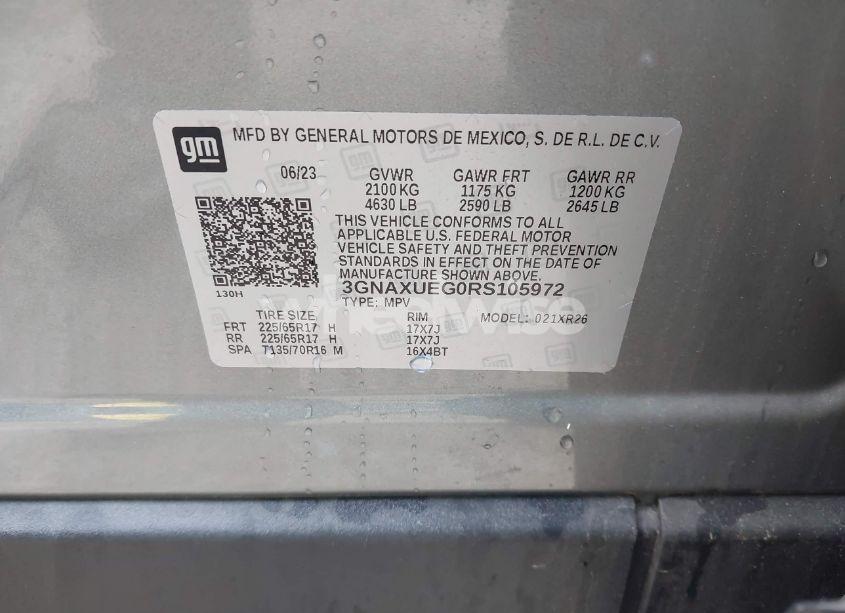 gm MFD BY GENERAL MOTORS DE MEXICO, S. DE R.L. DE C.V.
06/23 GVWR GAWR FRT GAWR RR
2100 KG 1175 KG 1200 KG
4630 LB 2590 LB 2645 LB
THIS VEHICLE CONFORMS TO ALL
APPLICABLE U.S. FEDERAL MOTOR
VEHICLE SAFETY AND THEFT PREVENTION
STANDARDS IN EFFECT ON THE DATE OF
MANUFACTURE SHOWN ABOVE.
130H 3GNAXUEG0RS105972
TYPE: MPV
TIRE SIZE RIM MODEL: 021XR26
FRT 225/65R17 H 17X7J
RR 225/65R17 H 17X7J
SPA T135/70R16 M 16X4BT